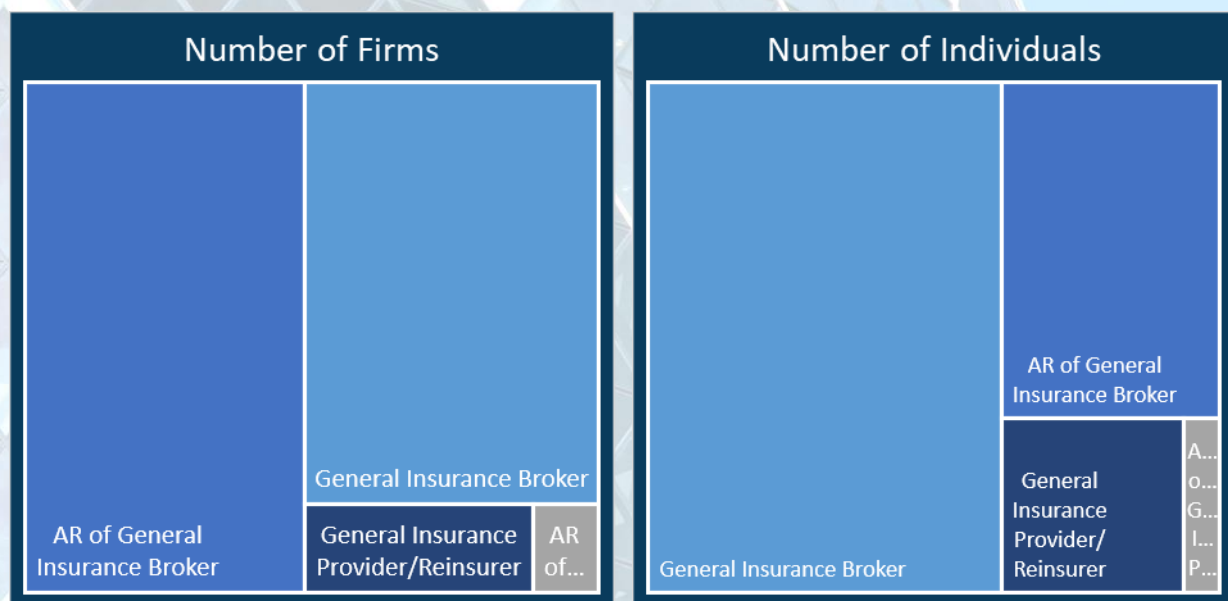 Number of Firms
AR of General
Insurance Broker
General Insurance Broker
General Insurance
Provider/Reinsurer
AR
of...
Number of Individuals
General Insurance Broker
AR of General
Insurance Broker
General
Insurance
Provider/
Reinsurer
A...
o...
G...
I...
P...